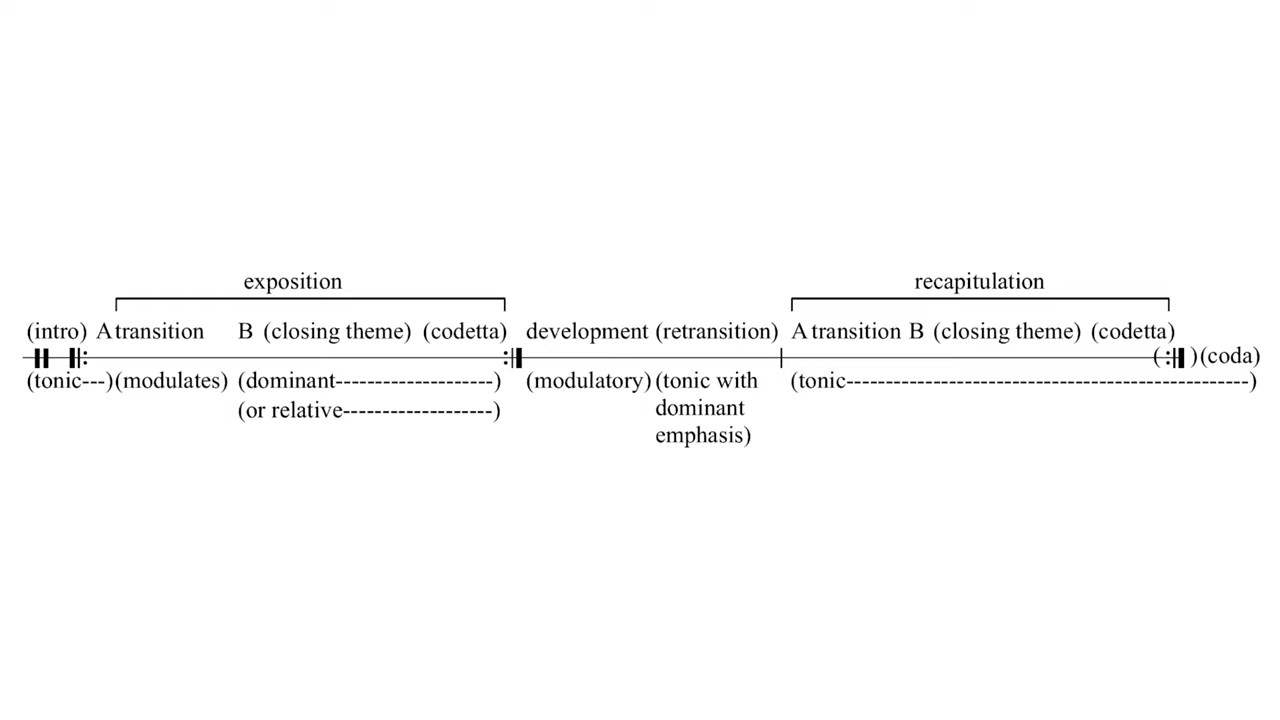 exposition recapitulation
(intro) A transition B (closing theme) (codetta) development (retransition) A transition B (closing theme) (codetta)
( ) (coda)
(tonic---) (modulates) (dominant--------------------) (modulatory) (tonic with (tonic---------------------------------------------------)
(or relative-------------------) dominant
emphasis)